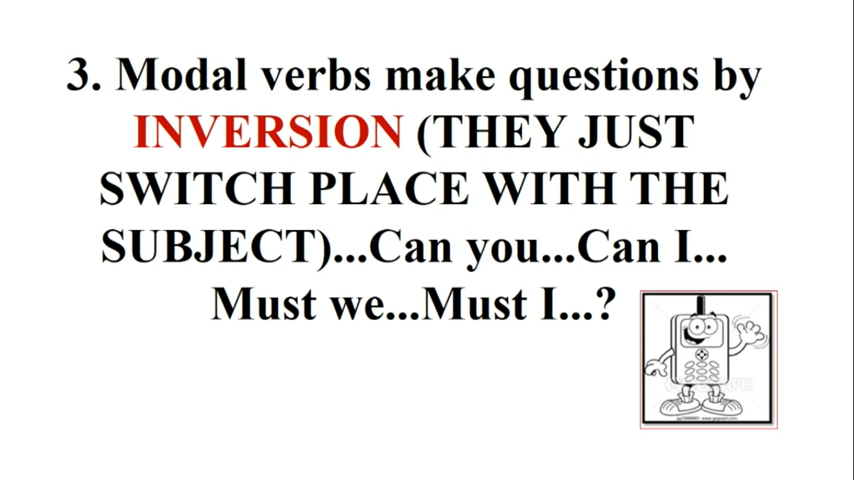 3. Modal verbs make questions by
INVERSION (THEY JUST
SWITCH PLACE WITH THE
SUBJECT)...Can you...Can I...
Must we...Must I...?